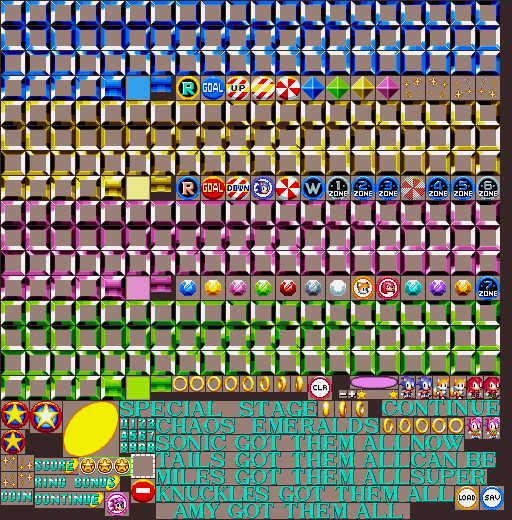 R GOAL UP
R GOAL DOWN W 1 ZONE 2 ZONE 3 ZONE 4 ZONE 5 ZONE 6 ZONE
7 ZONE
CLR
SPECIAL STAGE CONTINUE
CHAOS EMERALDS
SONIC GOT THEM ALL NOW
TAILS GOT THEM ALL CAN BE
SCORE
MILES GOT THEM ALL SUPER
RING BONUS
KNUCKLES GOT THEM ALL LOAD SAV
COIN CONTINUE
AMY GOT THEM ALL